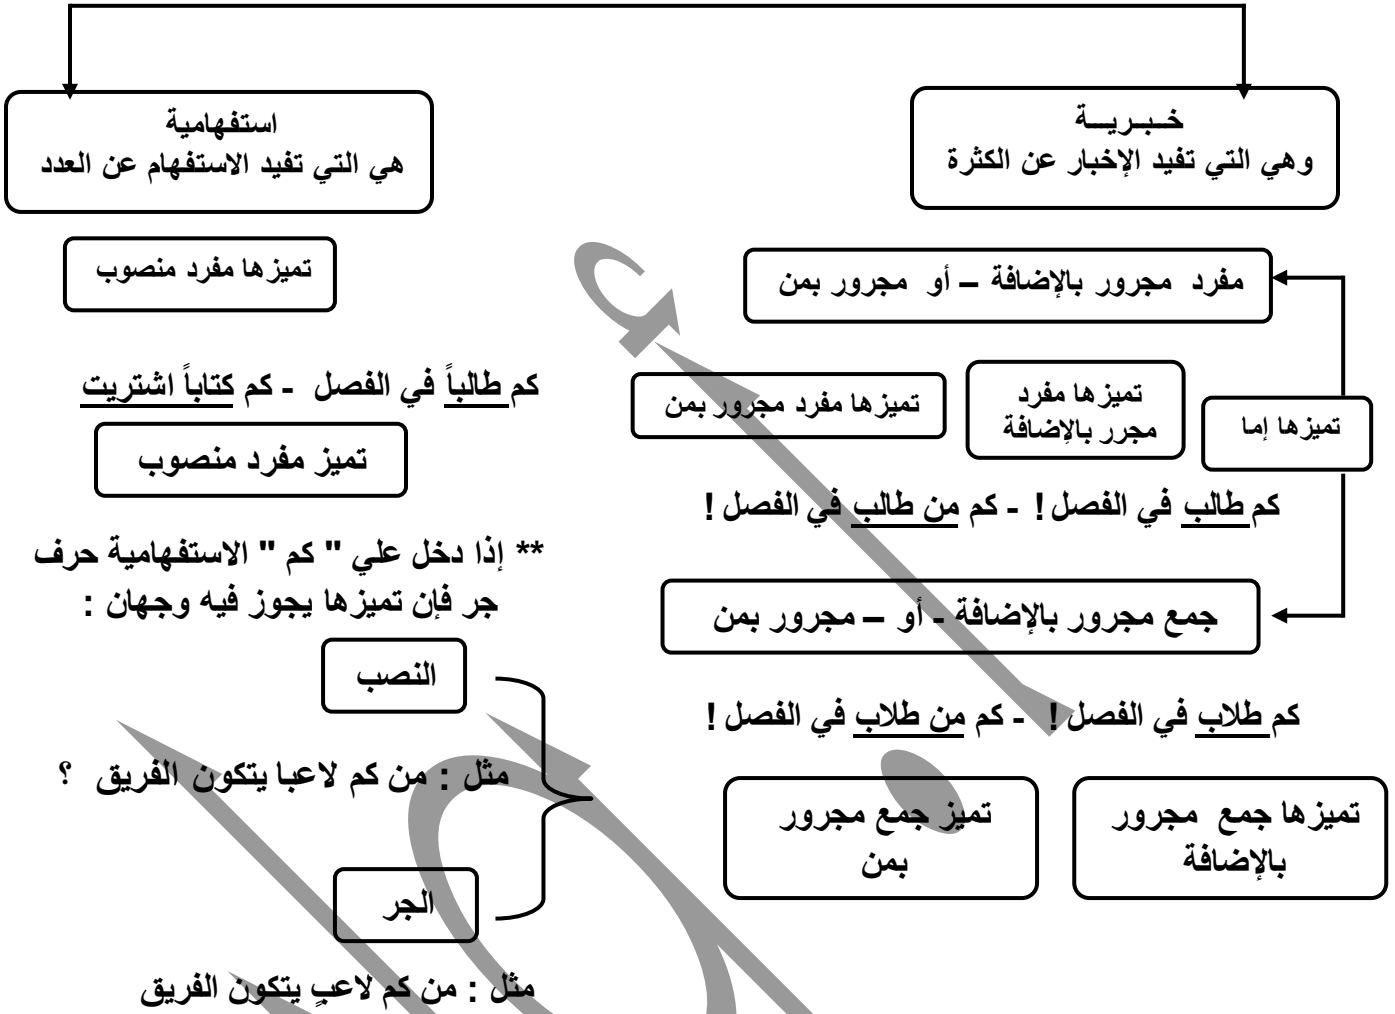 خـبـريــة
وهي التي تفيد الإخبار عن الكثرة
استفهامية
هي التي تفيد الاستفهام عن العدد
مفرد مجرور بالإضافة – أو مجرور بمن
تميزها إما
تميزها مفرد
مجرر بالإضافة
تميزها مفرد مجرور بمن
كم طالب في الفصل ! - كم من طالب في الفصل !
جمع مجرور بالإضافة - أو – مجرور بمن
كم طلاب في الفصل ! - كم من طلاب في الفصل !
تميزها جمع مجرور
بالإضافة
تميز جمع مجرور
بمن
تميزها مفرد منصوب
كم طالباً في الفصل - كم كتاباً اشتريت
تميز مفرد منصوب
** إذا دخل علي " كم " الاستفهامية حرف
جر فإن تميزها يجوز فيه وجهان :
النصب
مثل : من كم لاعبا يتكون الفريق ؟
الجر
مثل : من كم لاعبٍ يتكون الفريق